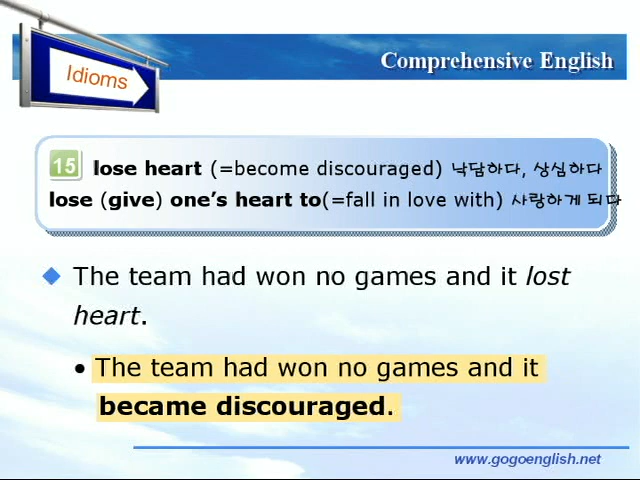 Idioms
Comprehensive English
15 lose heart (=become discouraged) 낙담하다, 상심하다
lose (give) one's heart to(=fall in love with) 사랑하게 되다
The team had won no games and it lost
heart.
• The team had won no games and it
became discouraged.
www.gogoenglish.net